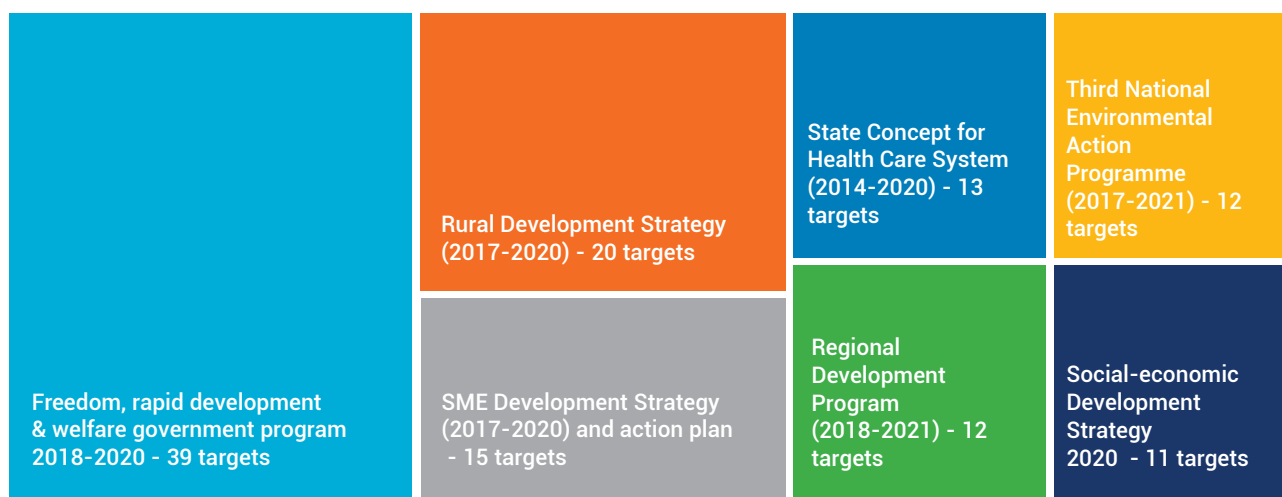 Freedom, rapid development
& welfare government program
2018-2020 - 39 targets
Rural Development Strategy
(2017-2020) - 20 targets
SME Development Strategy
(2017-2020) and action plan
- 15 targets
State Concept for
Health Care System
(2014-2020) - 13
targets
Third National
Environmental
Action
Programme
(2017-2021) - 12
targets
Regional
Development
Program
(2018-2021) - 12
targets
Social-economic
Development
Strategy
2020 - 11 targets